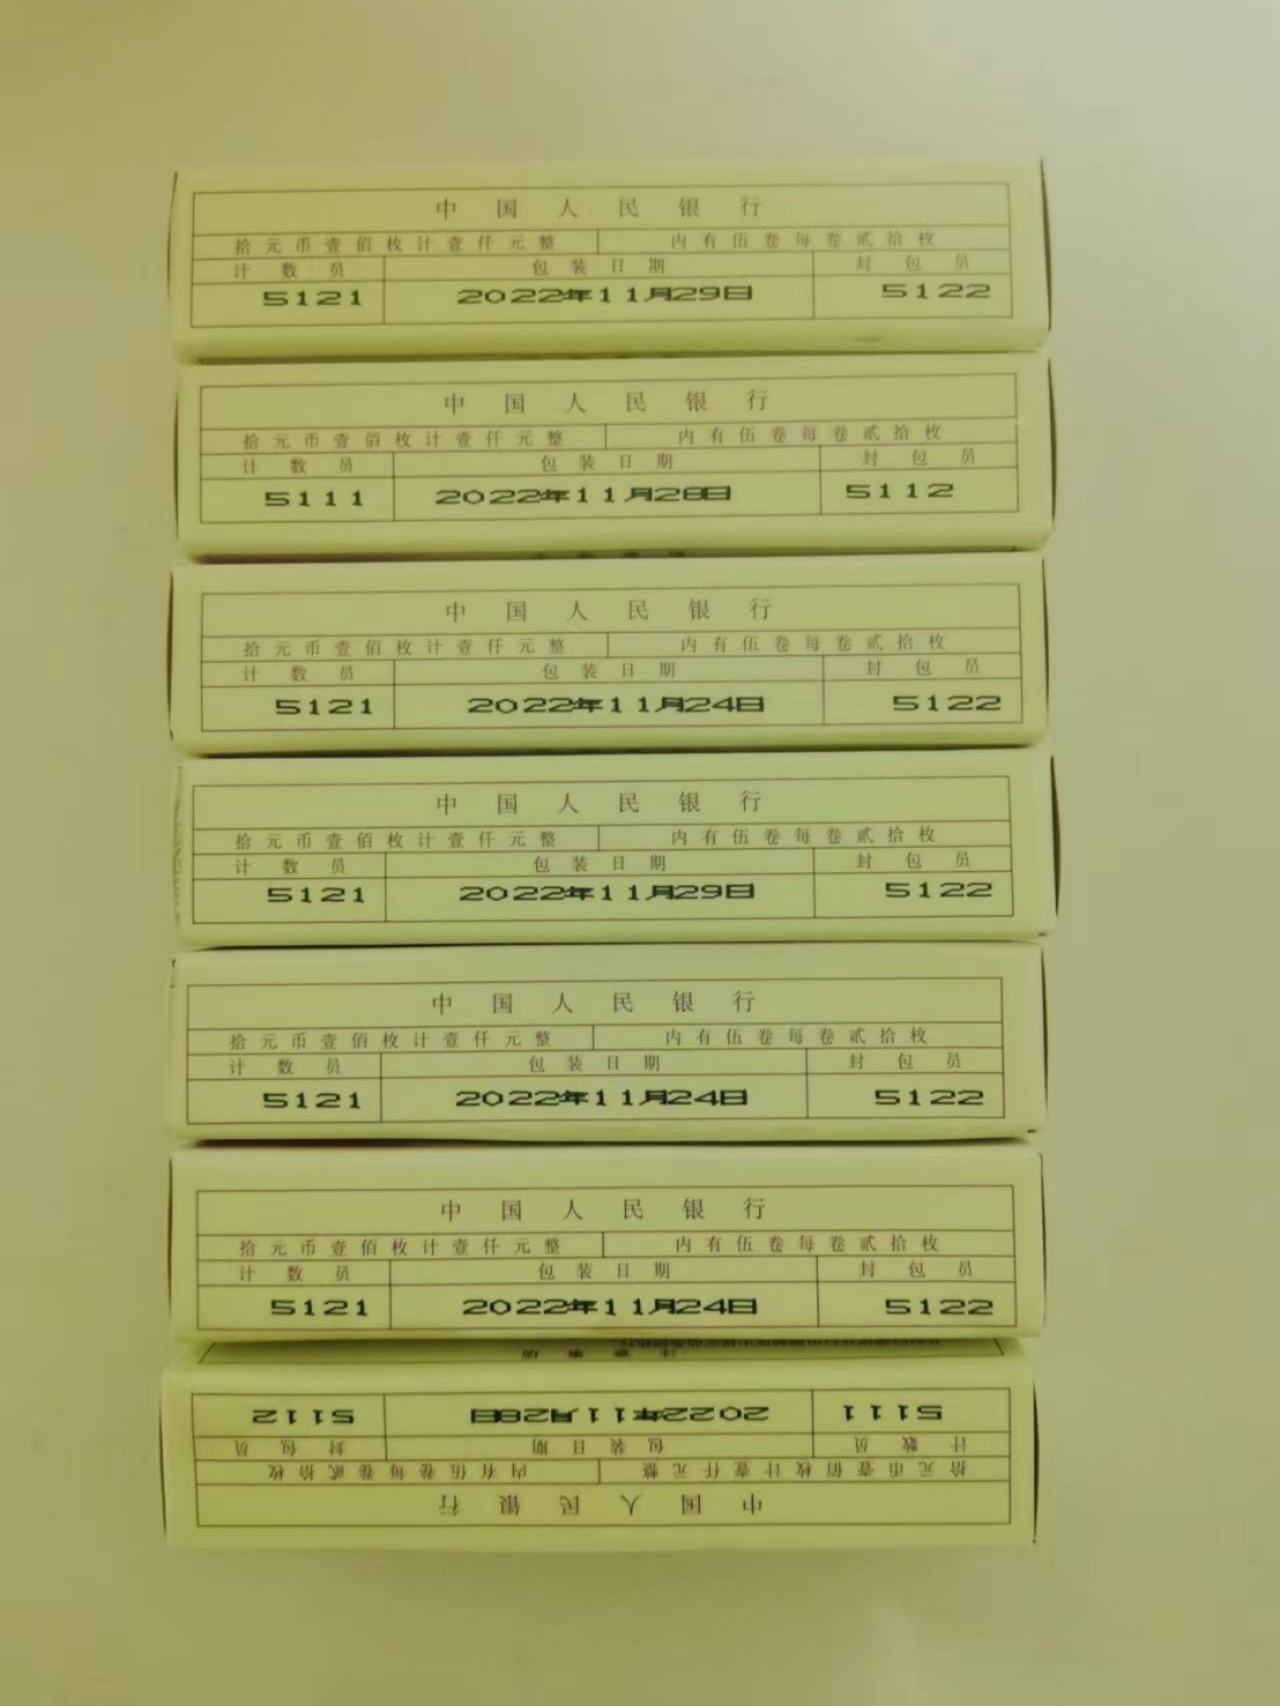 中国人民银行
拾元币壹佰枚计壹仟元整 内有伍卷每卷贰拾枚
计数员 包装日期 封包员
5121 2022年11月29日 5122
中国人民银行
拾元币壹佰枚计壹仟元整 内有伍卷每卷贰拾枚
计数员 包装日期 封包员
5111 2022年11月28日 5112
中国人民银行
拾元币壹佰枚计壹仟元整 内有伍卷每卷贰拾枚
计数员 包装日期 封包员
5121 2022年11月24日 5122
中国人民银行
拾元币壹佰枚计壹仟元整 内有伍卷每卷贰拾枚
计数员 包装日期 封包员
5121 2022年11月29日 5122
中国人民银行
拾元币壹佰枚计壹仟元整 内有伍卷每卷贰拾枚
计数员 包装日期 封包员
5121 2022年11月24日 5122
中国人民银行
拾元币壹佰枚计壹仟元整 内有伍卷每卷贰拾枚
计数员 包装日期 封包员
5121 2022年11月24日 5122
中国人民银行
拾元币壹佰枚计壹仟元整 内有伍卷每卷贰拾枚
计数员 包装日期 封包员
5111 2022年11月28日 5112
注意事项